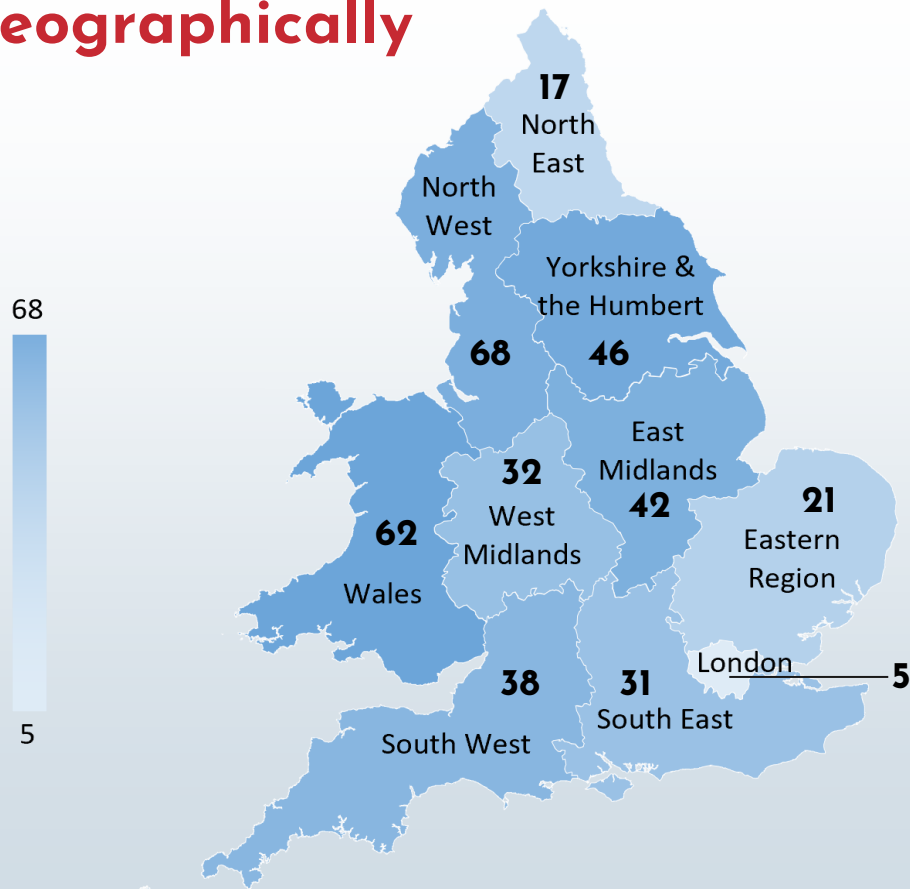 eographically
17
North
East
North
West
Yorkshire &
the Humbert
68
68
46
East
Midlands
42
32
West
Midlands
21
Eastern
Region
62
Wales
London
5
38
South West
31
South East
5